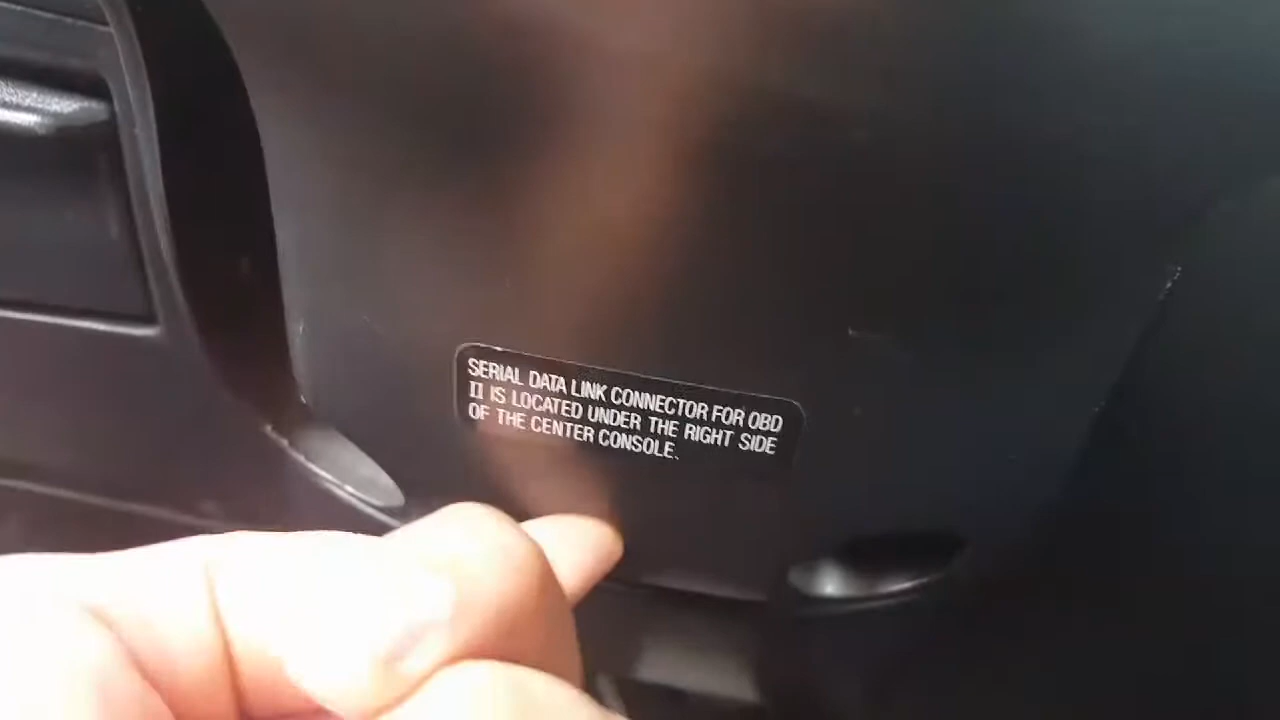 SERIAL DATA LINK CONNECTOR FOR OBD
II IS LOCATED UNDER THE RIGHT SIDE
OF THE CENTER CONSOLE.